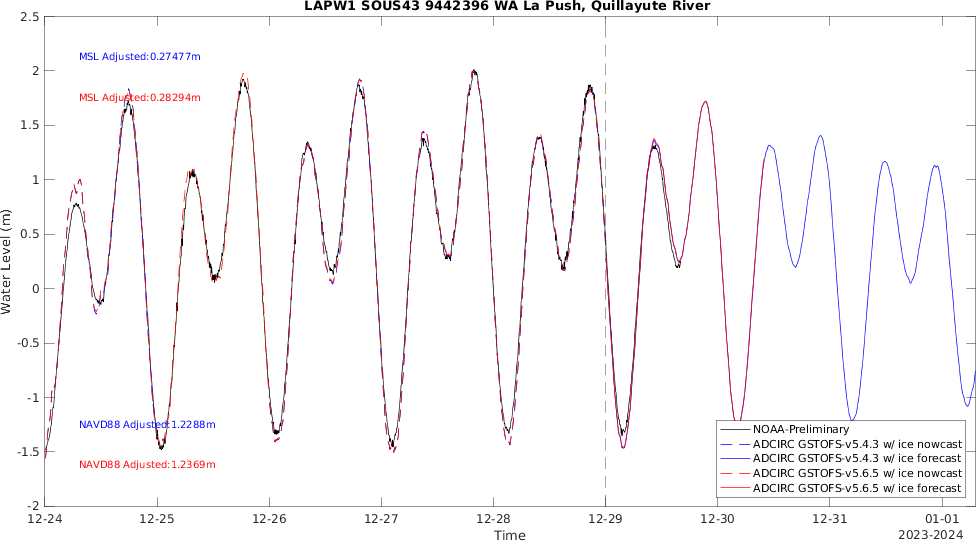 LAPW1 SOUS43 9442396 WA La Push, Quillayute River
2.5
2
1.5
1
0.5
0
-0.5
-1
-1.5
-2
Water Level (m)
MSL Adjusted:0.27477m
MSL Adjusted:0.28294m
NAVD88 Adjusted:1.2288m
NAVD88 Adjusted:1.2369m
NOAA-Preliminary
ADCIRC GSTOFS-v5.4.3 w/ ice nowcast
ADCIRC GSTOFS-v5.4.3 w/ ice forecast
ADCIRC GSTOFS-v5.6.5 w/ ice nowcast
ADCIRC GSTOFS-v5.6.5 w/ ice forecast
12-24 12-25 12-26 12-27 12-28 12-29 12-30 12-31 01-01
Time
2023-2024